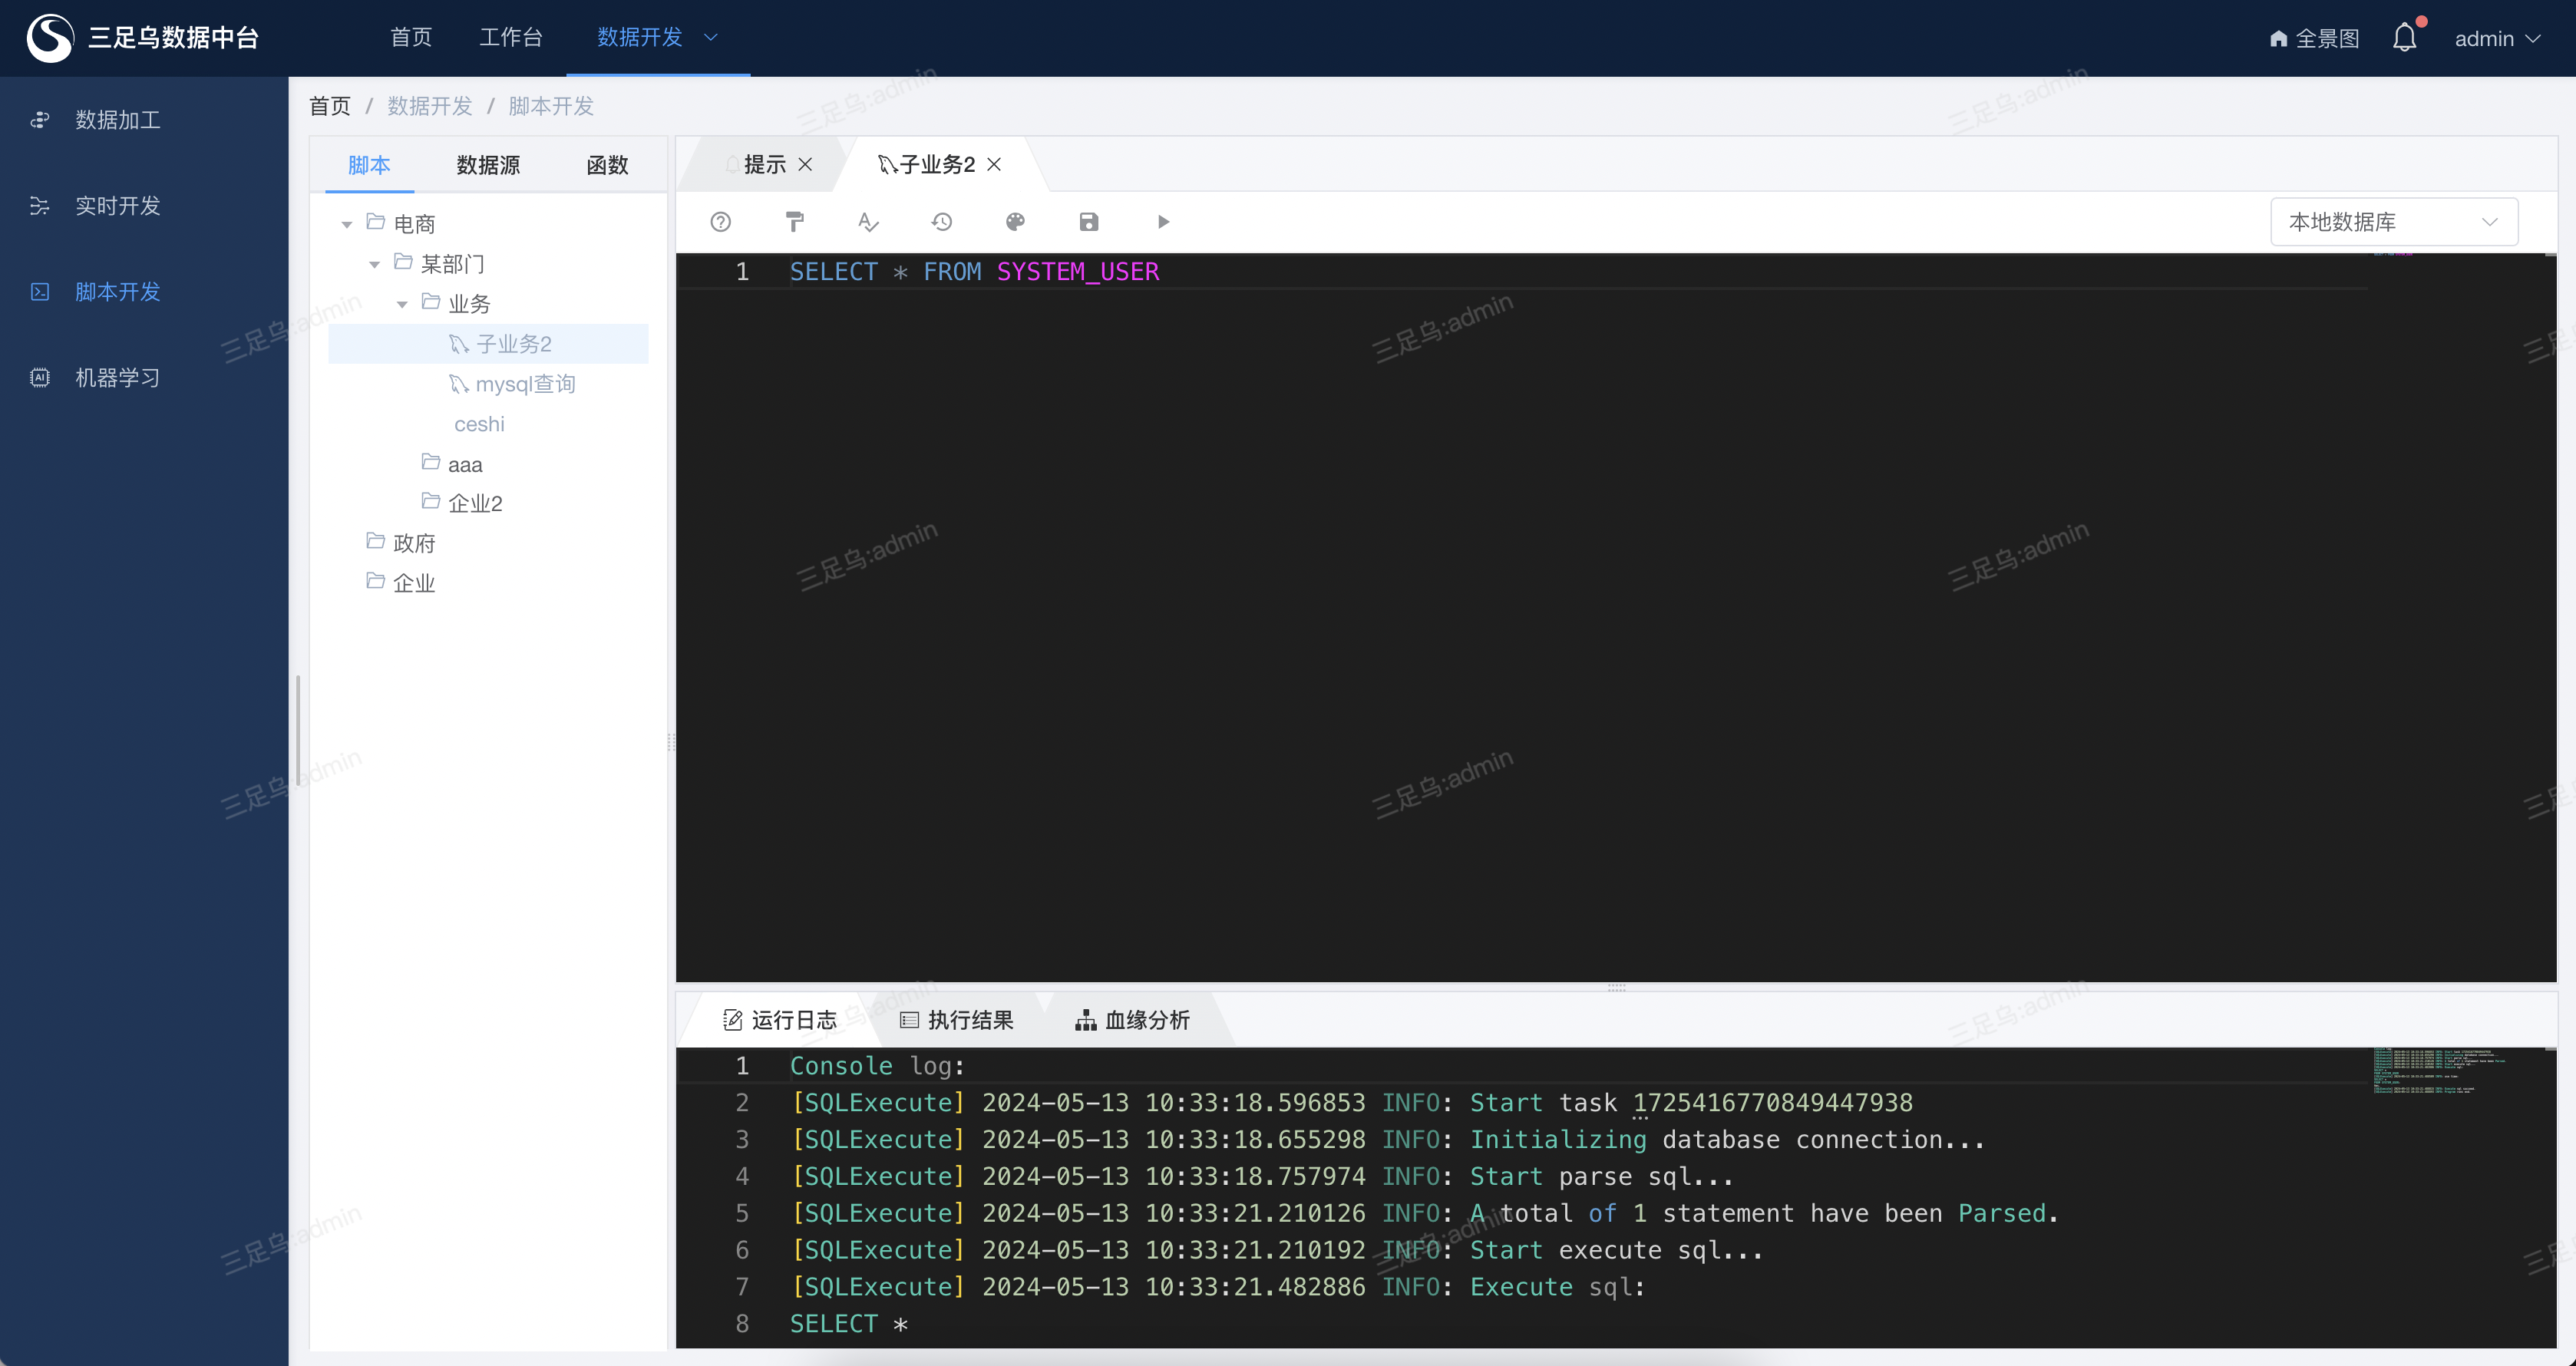 三足乌数据中台
首页 工作台 数据开发
全景图 admin
数据加工
实时开发
脚本开发
机器学习
首页 / 数据开发 / 脚本开发
脚本 数据源 函数
电商
某部门
业务
子业务2
mysql查询
ceshi
aaa
企业2
政府
企业
提示 子业务2
本地数据库
1 SELECT * FROM SYSTEM_USER
运行日志 执行结果 血缘分析
1 Console log:
2 [SQLExecute] 2024-05-13 10:33:18.596853 INFO: Start task 1725416770849447938
3 [SQLExecute] 2024-05-13 10:33:18.655298 INFO: Initializing database connection...
4 [SQLExecute] 2024-05-13 10:33:18.757974 INFO: Start parse sql...
5 [SQLExecute] 2024-05-13 10:33:21.210126 INFO: A total of 1 statement have been Parsed.
6 [SQLExecute] 2024-05-13 10:33:21.210192 INFO: Start execute sql...
7 [SQLExecute] 2024-05-13 10:33:21.482886 INFO: Execute sql:
8 SELECT *
三足乌:admin